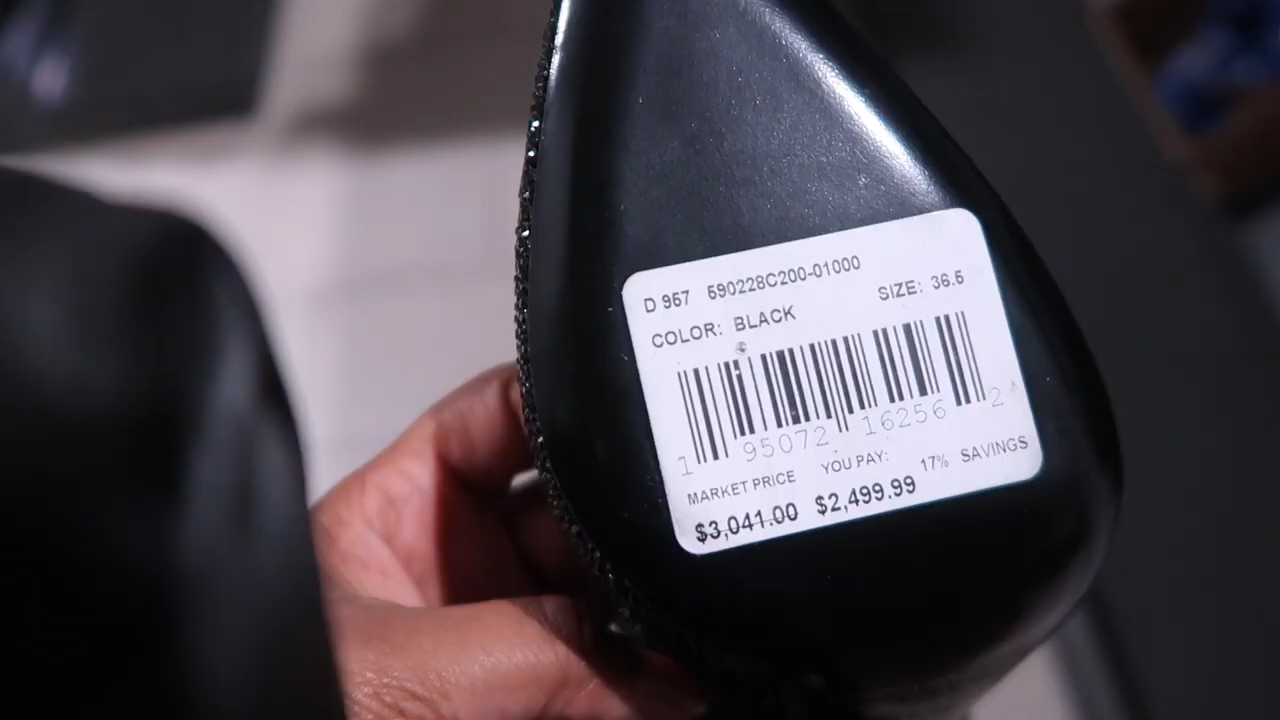 D 957 590228C200-01000
COLOR: BLACK SIZE: 36.5
1 95072 16256 2
MARKET PRICE YOU PAY: 17% SAVINGS
$3,041.00 $2,499.99